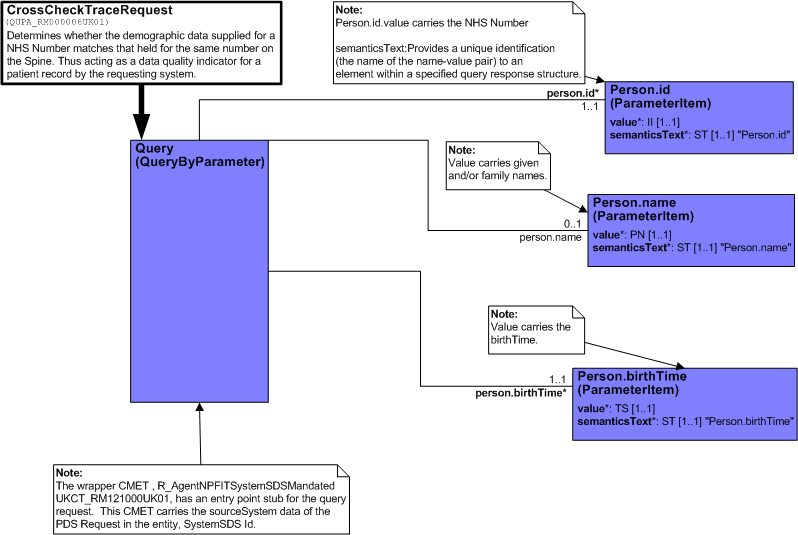 CrossCheckTraceRequest
(QUPA_RM000006UK01)
Determines whether the demographic data supplied for a
NHS Number matches that held for the same number on
the Spine. Thus acting as a data quality indicator for a
patient record by the requesting system.
Note:
Person.id.value carries the NHS Number
semanticsText:Provides a unique identification
(the name of the name-value pair) to an
element within a specified query response structure.
person.id*
1..1
Person.id
(ParameterItem)
value*: II [1..1]
semanticsText*: ST [1..1] "Person.id"
Query
(QueryByParameter)
Note:
Value carries given
and/or family names.
0..1
person.name
Person.name
(ParameterItem)
value*: PN [1..1]
semanticsText*: ST [1..1] "Person.name"
Note:
Value carries the
birthTime.
1..1
person.birthTime*
Person.birthTime
(ParameterItem)
value*: TS [1..1]
semanticsText*: ST [1..1] "Person.birthTime"
Note:
The wrapper CMET , R_AgentNPFITSystemSDSMandated
UKCT_RM121000UK01, has an entry point stub for the query
request.  This CMET carries the sourceSystem data of the
PDS Request in the entity, SystemSDS Id.